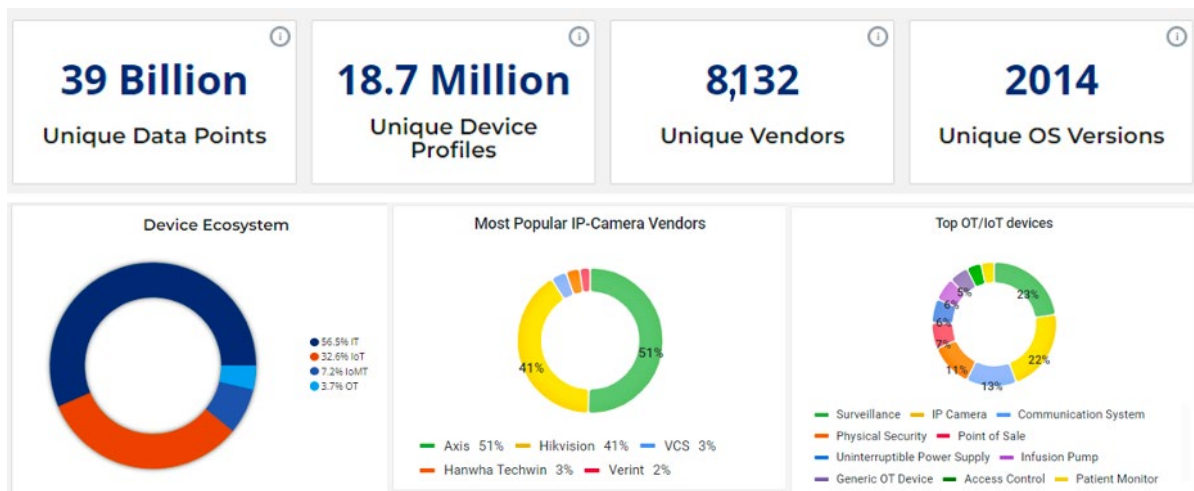 39 Billion
Unique Data Points
18.7 Million
Unique Device
Profiles
8,132
Unique Vendors
2014
Unique OS Versions
Device Ecosystem
56.5% IT
32.6% IoT
7.2% IoMT
3.7% OT
Most Popular IP-Camera Vendors
51%
41%
Axis 51% Hikvision 41% VCS 3%
Hanwha Techwin 3% Verint 2%
Top OT/IoT devices
23%
22%
13%
11%
7%
6%
6%
5%
Surveillance IP Camera Communication System
Physical Security Point of Sale
Uninterruptible Power Supply Infusion Pump
Generic OT Device Access Control Patient Monitor